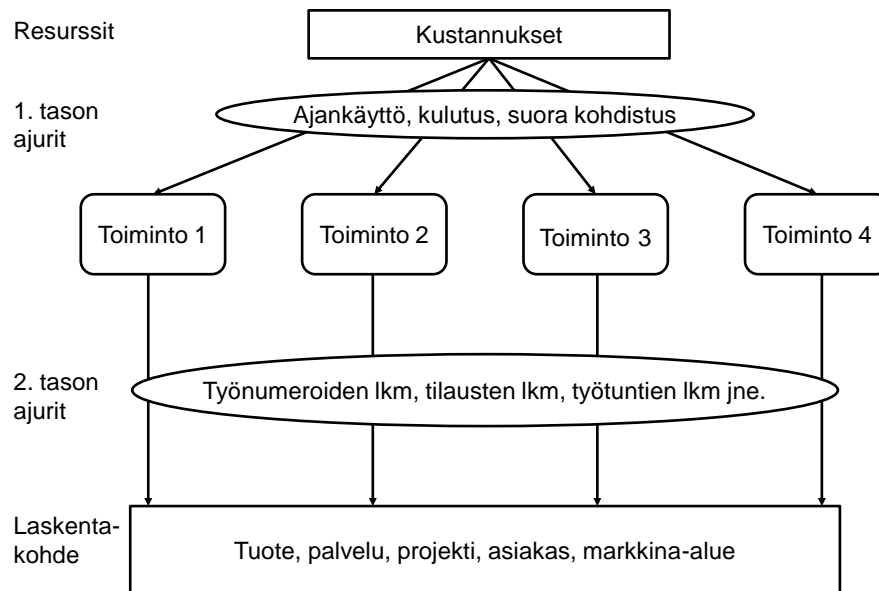 Resurssit
Kustannukset
1. tason
ajurit
Ajankäyttö, kulutus, suora kohdistus
Toiminto 1
Toiminto 2
Toiminto 3
Toiminto 4
2. tason
ajurit
Työnumeroiden lkm, tilausten lkm, työtuntien lkm jne.
Laskenta-
kohde
Tuote, palvelu, projekti, asiakas, markkina-alue